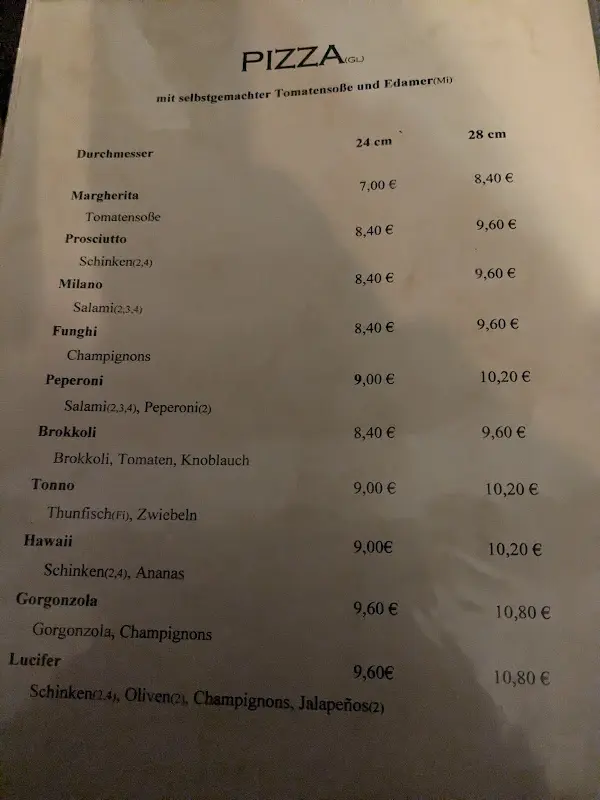 PIZZA(GL)
mit selbstgemachter Tomatensoße und Edamer(Mi)
Durchmesser 24 cm 28 cm
Margherita 7,00 € 8,40 €
Tomatensoße
Prosciutto 8,40 € 9,60 €
Schinken(2,4)
Milano 8,40 € 9,60 €
Salami(2,3,4)
Funghi 8,40 € 9,60 €
Champignons
Peperoni 9,00 € 10,20 €
Salami(2,3,4), Peperoni(2)
Brokkoli 8,40 € 9,60 €
Brokkoli, Tomaten, Knoblauch
Tonno 9,00 € 10,20 €
Thunfisch(Fi), Zwiebeln
Hawaii 9,00€ 10,20 €
Schinken(2,4), Ananas
Gorgonzola 9,60 € 10,80 €
Gorgonzola, Champignons
Lucifer 9,60€ 10,80 €
Schinken(2,4), Oliven(2), Champignons, Jalapeños(2)